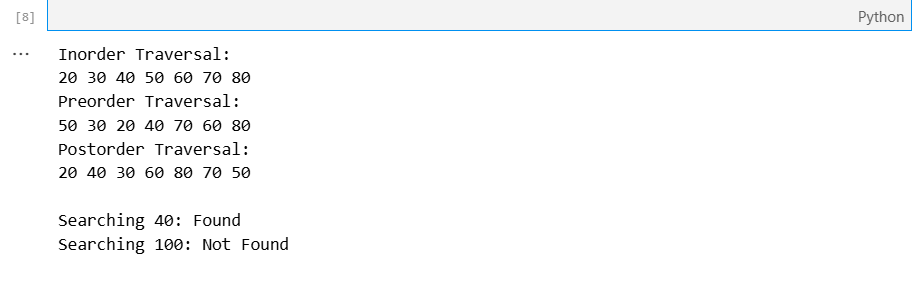 [8]
Python
...
Inorder Traversal:
20 30 40 50 60 70 80
Preorder Traversal:
50 30 20 40 70 60 80
Postorder Traversal:
20 40 30 60 80 70 50
Searching 40: Found
Searching 100: Not Found